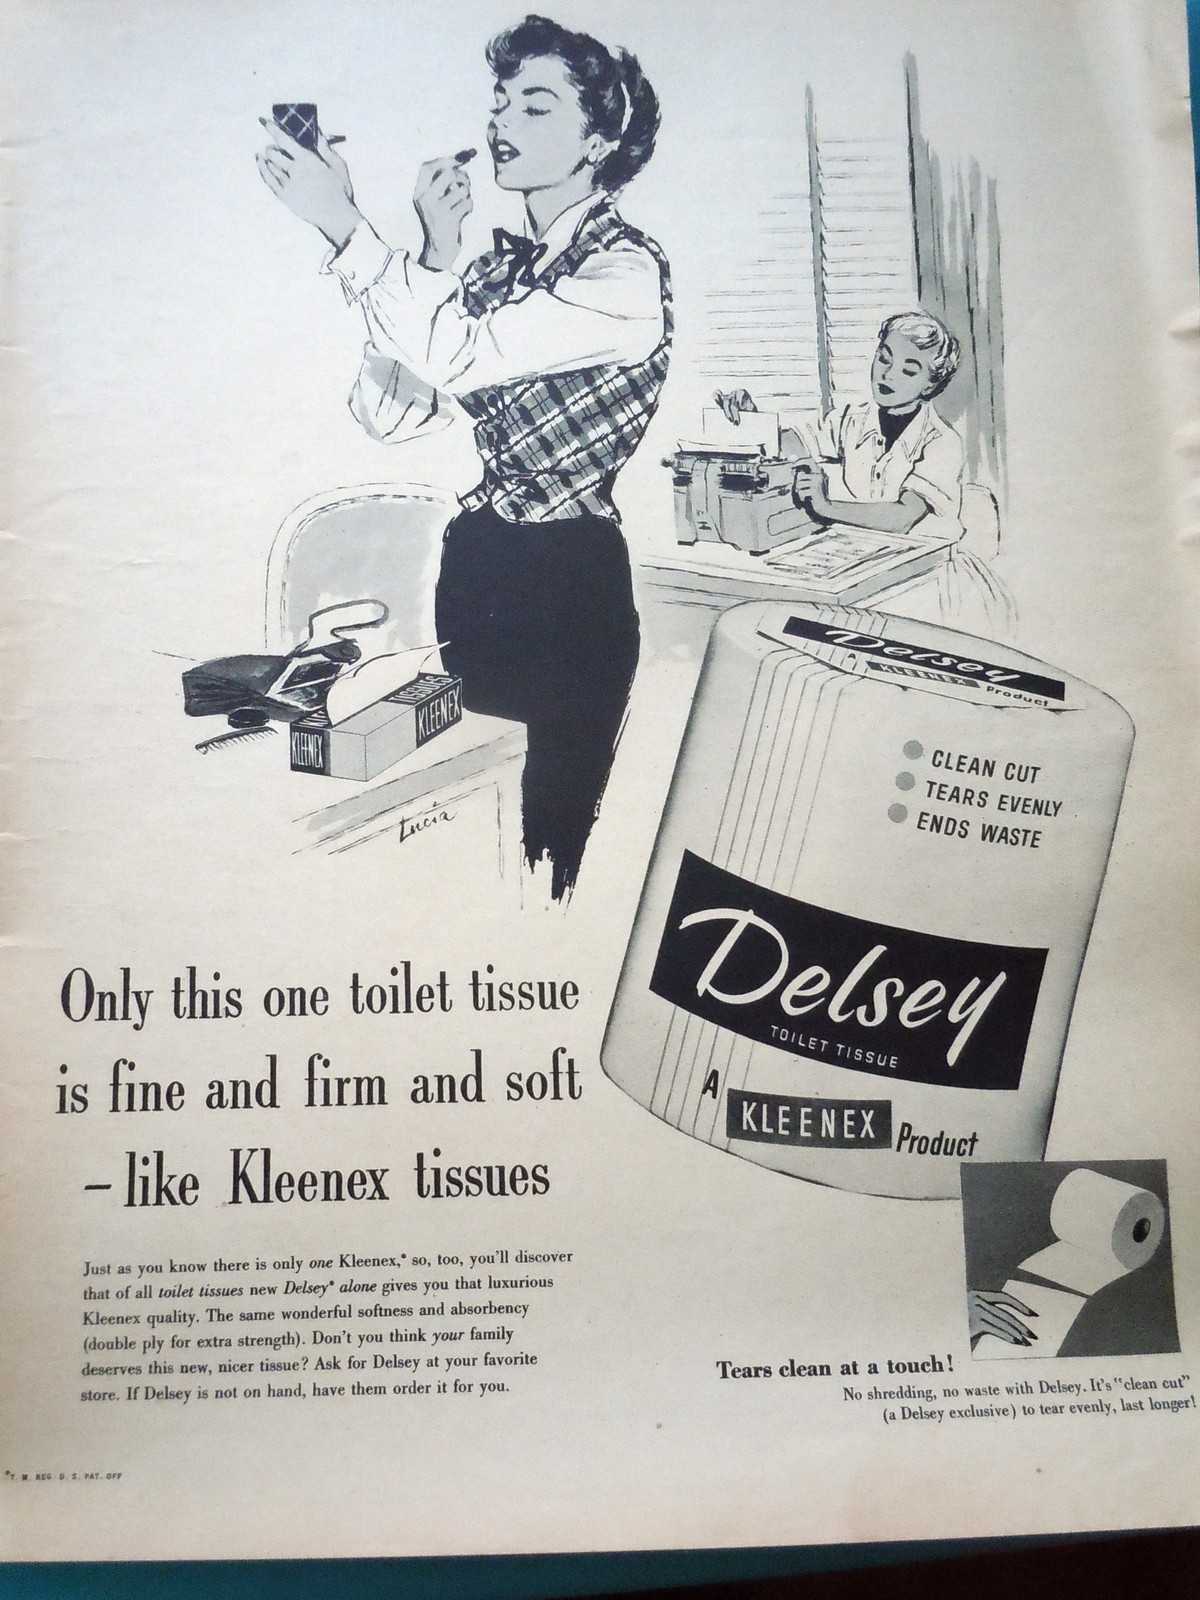 KLEENEX
TISSUES
KLEENEX
Lucia
Delsey
A KLEENEX Product
CLEAN CUT
TEARS EVENLY
ENDS WASTE
Delsey
TOILET TISSUE
A KLEENEX Product
Only this one toilet tissue
is fine and firm and soft
– like Kleenex tissues
Just as you know there is only one Kleenex,* so, too, you'll discover
that of all toilet tissues new Delsey* alone gives you that luxurious
Kleenex quality. The same wonderful softness and absorbency
(double ply for extra strength). Don't you think your family
deserves this new, nicer tissue? Ask for Delsey at your favorite
store. If Delsey is not on hand, have them order it for you.
Tears clean at a touch!
No shredding, no waste with Delsey. It's "clean cut"
(a Delsey exclusive) to tear evenly, last longer!
*T. M. REG. U. S. PAT. OFF